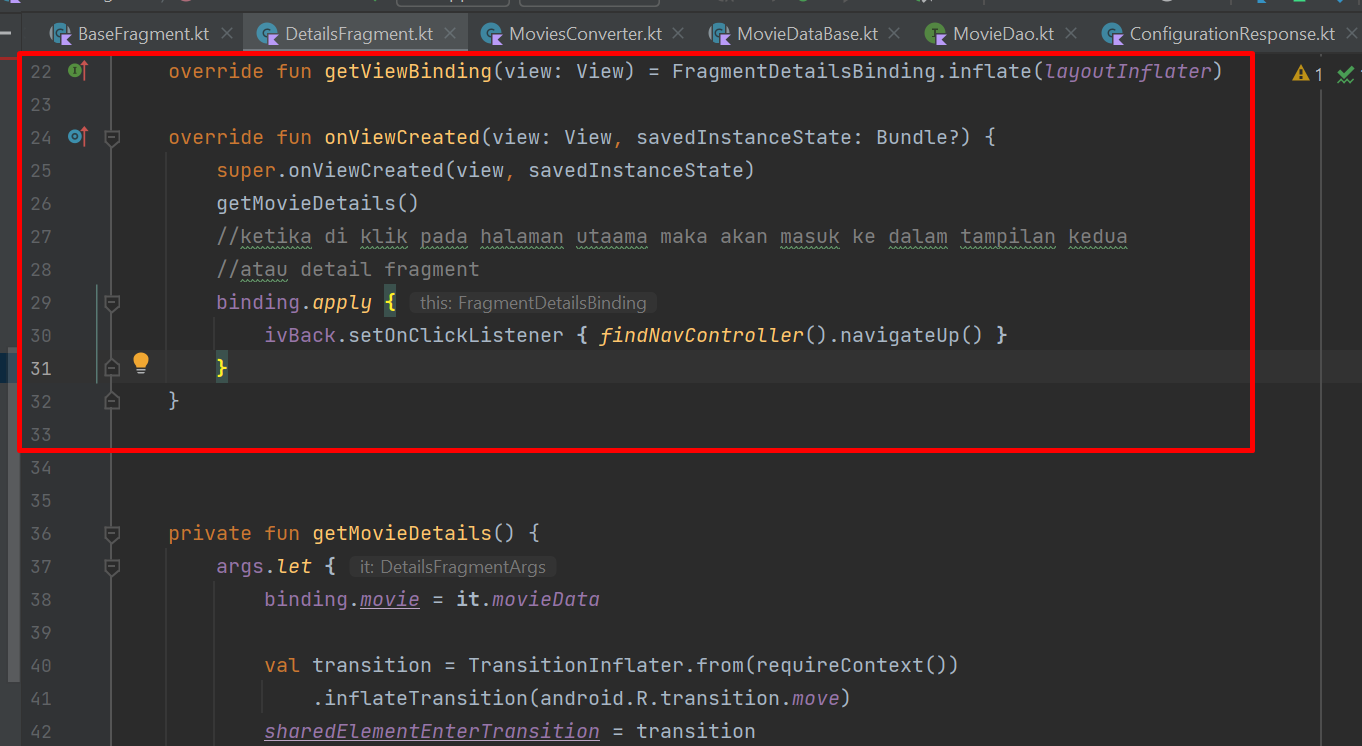 BaseFragment.kt
DetailsFragment.kt
MoviesConverter.kt
MovieDataBase.kt
MovieDao.kt
ConfigurationResponse.kt
22 override fun getViewBinding(view: View) = FragmentDetailsBinding.inflate(layoutInflater)
1
23
24 override fun onViewCreated(view: View, savedInstanceState: Bundle?) {
25 super.onViewCreated(view, savedInstanceState)
26 getMovieDetails()
27 //ketika di klik pada halaman utaama maka akan masuk ke dalam tampilan kedua
28 //atau detail fragment
29 binding.apply { this: FragmentDetailsBinding
30 ivBack.setOnClickListener { findNavController().navigateUp() }
31 }
32 }
33
34
35
36 private fun getMovieDetails() {
37 args.let { it: DetailsFragmentArgs
38 binding.movie = it.movieData
39
40 val transition = TransitionInflater.from(requireContext())
41 .inflateTransition(android.R.transition.move)
42 sharedElementEnterTransition = transition